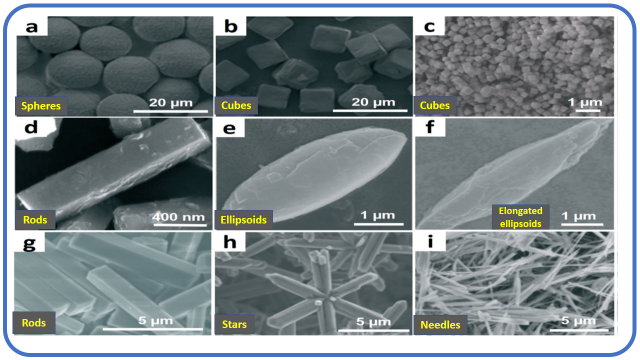 a
Spheres
20 µm
b
Cubes
20 µm
c
Cubes
1 µm
d
Rods
400 nm
e
Ellipsoids
1 µm
f
Elongated
ellipsoids
1 µm
g
Rods
5 µm
h
Stars
5 µm
i
Needles
5 µm